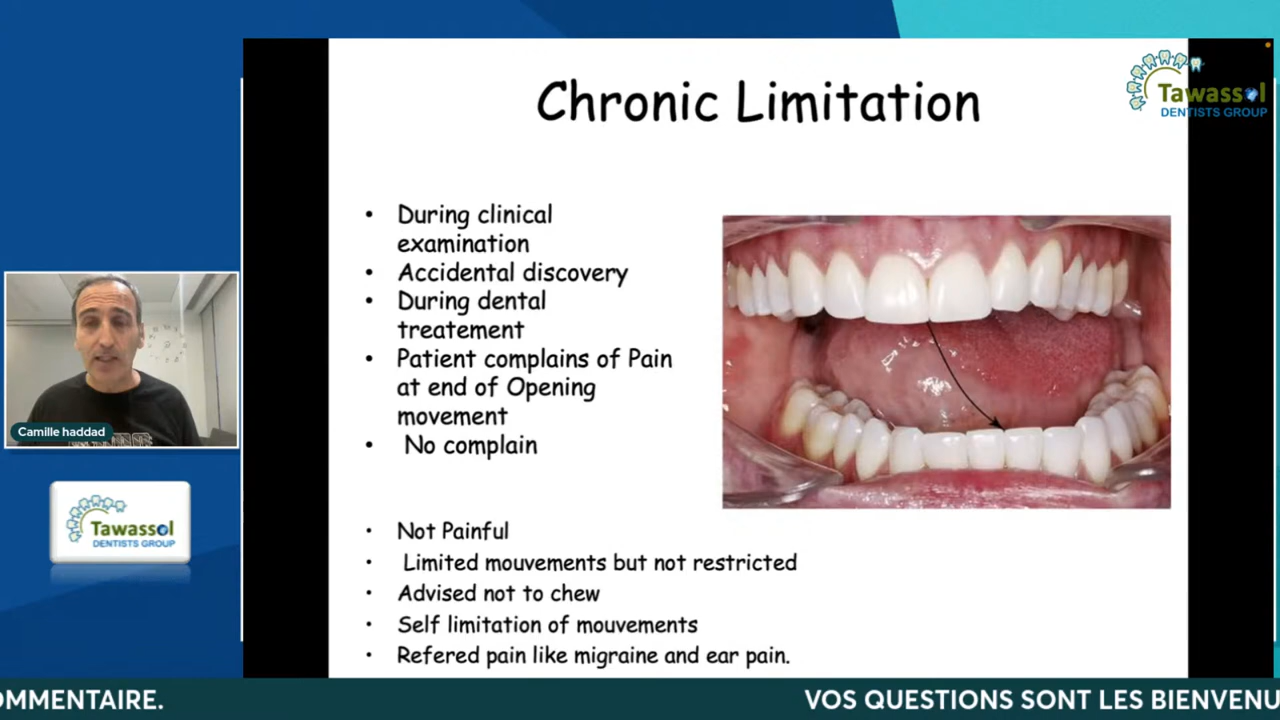 Chronic Limitation
Tawassol
DENTISTS GROUP
• During clinical
examination
• Accidental discovery
• During dental
treatement
• Patient complains of Pain
at end of Opening
movement
• No complain
• Not Painful
• Limited mouvements but not restricted
• Advised not to chew
• Self limitation of mouvements
• Refered pain like migraine and ear pain.
Camille haddad
Tawassol
DENTISTS GROUP
OMMENTAIRE.
VOS QUESTIONS SONT LES BIENVENU